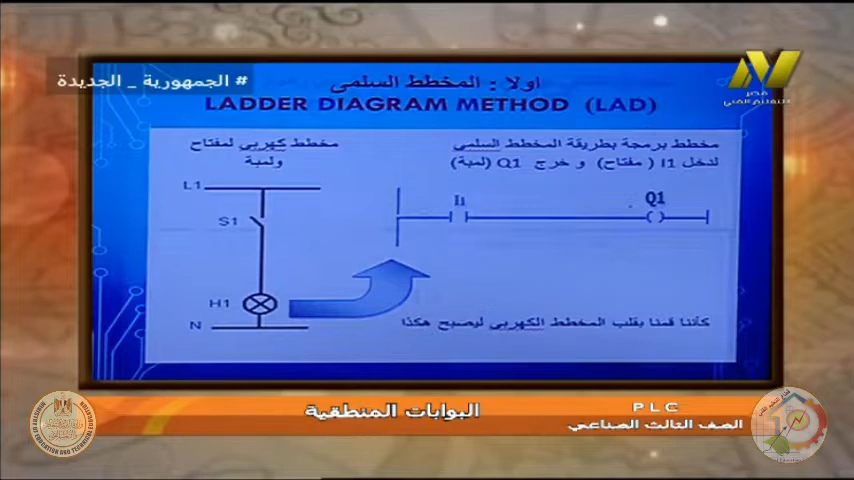 # الجمهورية _ الجديدة
مصر
التعليم الفني
اولا : المخطط السلمى
LADDER DIAGRAM METHOD (LAD)
مخطط برمجة بطريقة المخطط السلمى
لدخل I1 ( مفتاح) و خرج Q1 (لمبة)
مخطط كهربى لمفتاح
ولمبة
L1
S1
H1
N
I1
Q1
كأننا قمنا بقلب المخطط الكهربى ليصبح هكذا
PLC
البوابات المنطقية
الصف الثالث الصناعي